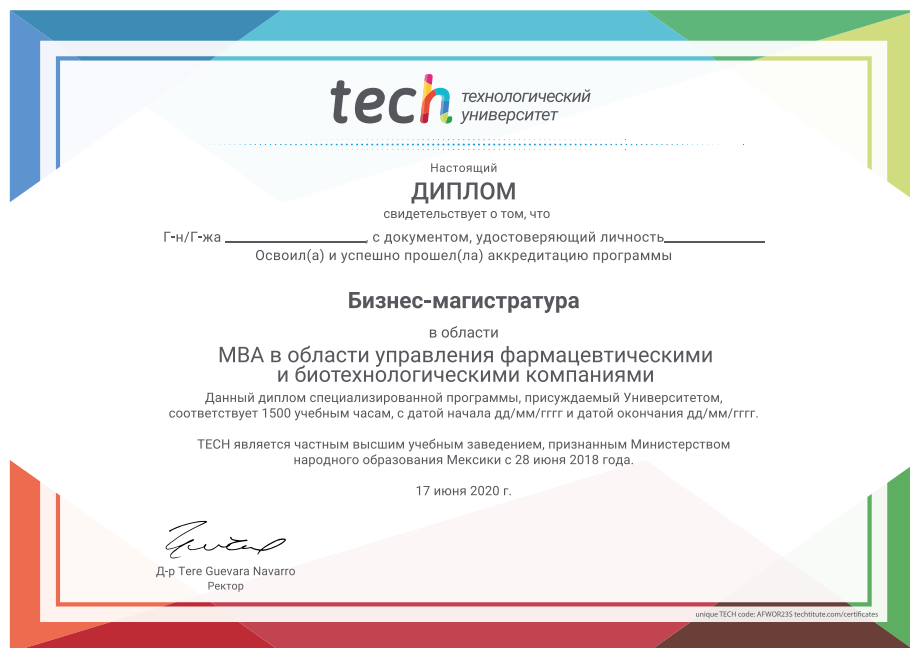 tech технологический
университет
Настоящий
ДИПЛОМ
свидетельствует о том, что
Г-н/Г-жа , с документом, удостоверяющий личность
Освоил(а) и успешно прошел(ла) аккредитацию программы
Бизнес-магистратура
в области
MBA в области управления фармацевтическими
и биотехнологическими компаниями
Данный диплом специализированной программы, присуждаемый Университетом,
соответствует 1500 учебным часам, с датой начала дд/мм/гггг и датой окончания дд/мм/гггг.
TECH является частным высшим учебным заведением, признанным Министерством
народного образования Мексики с 28 июня 2018 года.
17 июня 2020 г.
Д-р Tere Guevara Navarro
Ректор
unique TECH code: AFWOR23S techtitute.com/certificates